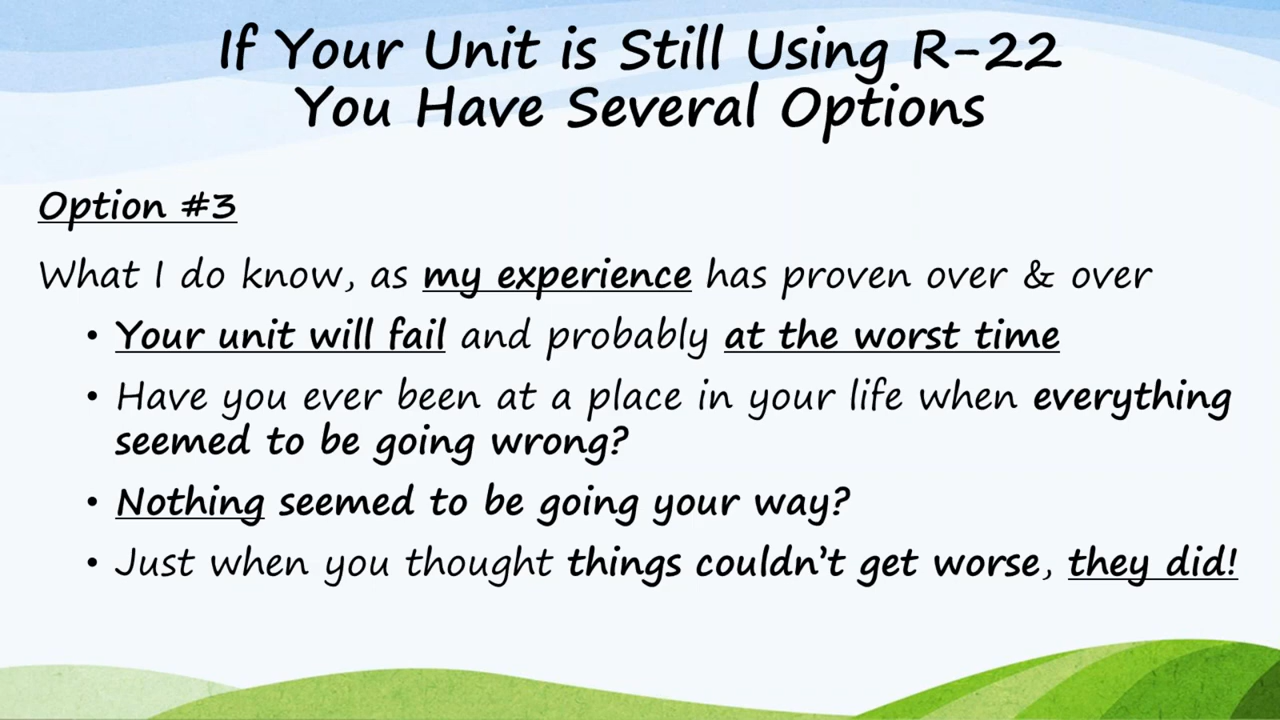 If Your Unit is Still Using R-22
You Have Several Options
Option #3
What I do know, as my experience has proven over & over
• Your unit will fail and probably at the worst time
• Have you ever been at a place in your life when everything
seemed to be going wrong?
• Nothing seemed to be going your way?
• Just when you thought things couldn’t get worse, they did!